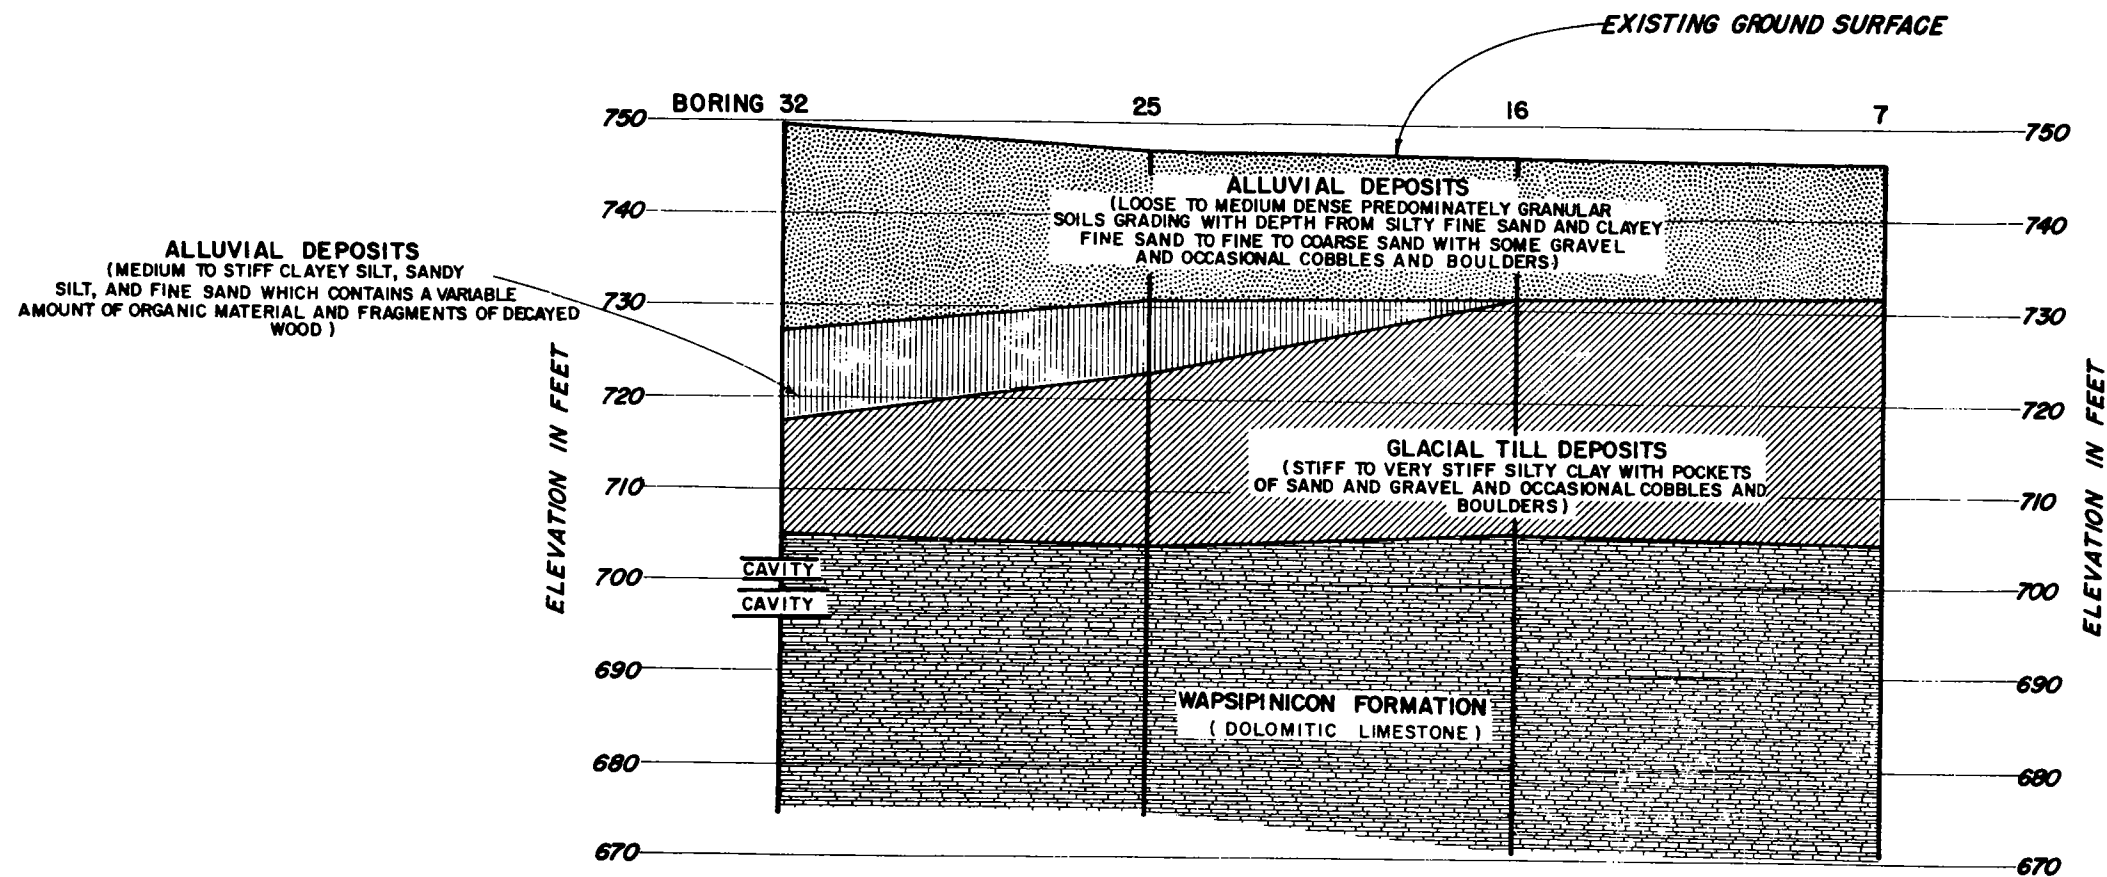 EXISTING GROUND SURFACE
BORING 32
25
16
7
750
750
740
740
730
730
720
720
710
710
700
700
690
690
680
680
670
670
ELEVATION IN FEET
ELEVATION IN FEET
ALLUVIAL DEPOSITS
(LOOSE TO MEDIUM DENSE PREDOMINATELY GRANULAR
SOILS GRADING WITH DEPTH FROM SILTY FINE SAND AND CLAYEY
FINE SAND TO FINE TO COARSE SAND WITH SOME GRAVEL
AND OCCASIONAL COBBLES AND BOULDERS)
ALLUVIAL DEPOSITS
(MEDIUM TO STIFF CLAYEY SILT, SANDY
SILT, AND FINE SAND WHICH CONTAINS A VARIABLE
AMOUNT OF ORGANIC MATERIAL AND FRAGMENTS OF DECAYED
WOOD)
GLACIAL TILL DEPOSITS
(STIFF TO VERY STIFF SILTY CLAY WITH POCKETS
OF SAND AND GRAVEL AND OCCASIONAL COBBLES AND
BOULDERS)
CAVITY
CAVITY
WAPSIPINICON FORMATION
(DOLOMITIC LIMESTONE)